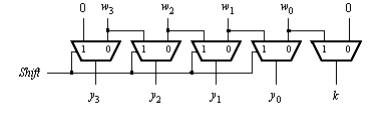 0 w₃ w₂ w₁ w₀ 0
1 0 1 0 1 0 1 0 1 0
Shift
y₃ y₂ y₁ y₀ k